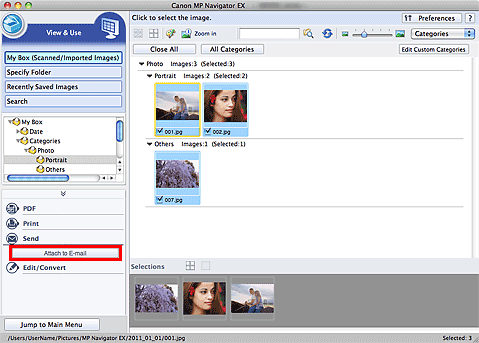 Canon MP Navigator EX
View & Use
Click to select the image.
Preferences
?
Zoom in
Categories
Close All
All Categories
Edit Custom Categories
My Box (Scanned/Imported Images)
Specify Folder
Recently Saved Images
Search
My Box
Date
Categories
Photo
Portrait
Others
Photo Images:3 (Selected:3)
Portrait Images:2 (Selected:2)
001.jpg
002.jpg
Others Images:1 (Selected:1)
007.jpg
PDF
Print
Send
Attach to E-mail
Edit/Convert
Selections
Jump to Main Menu
/Users/UserName/Pictures/MP Navigator EX/2011_01_01/001.jpg
Selected: 3